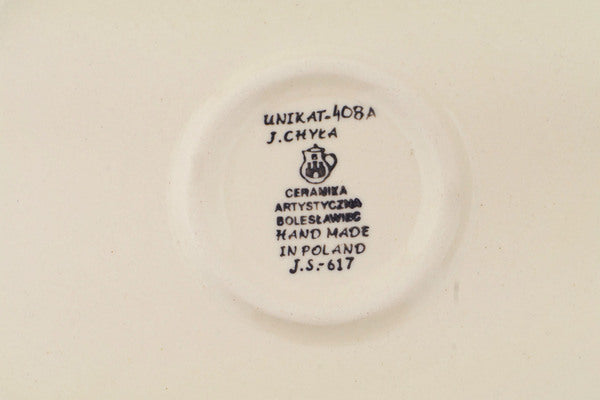 UNIKAT-408A
J. CHYŁA
CERAMIKA
ARTYSTYCZNA
BOLESŁAWIEC
HAND MADE
IN POLAND
J.S.-617